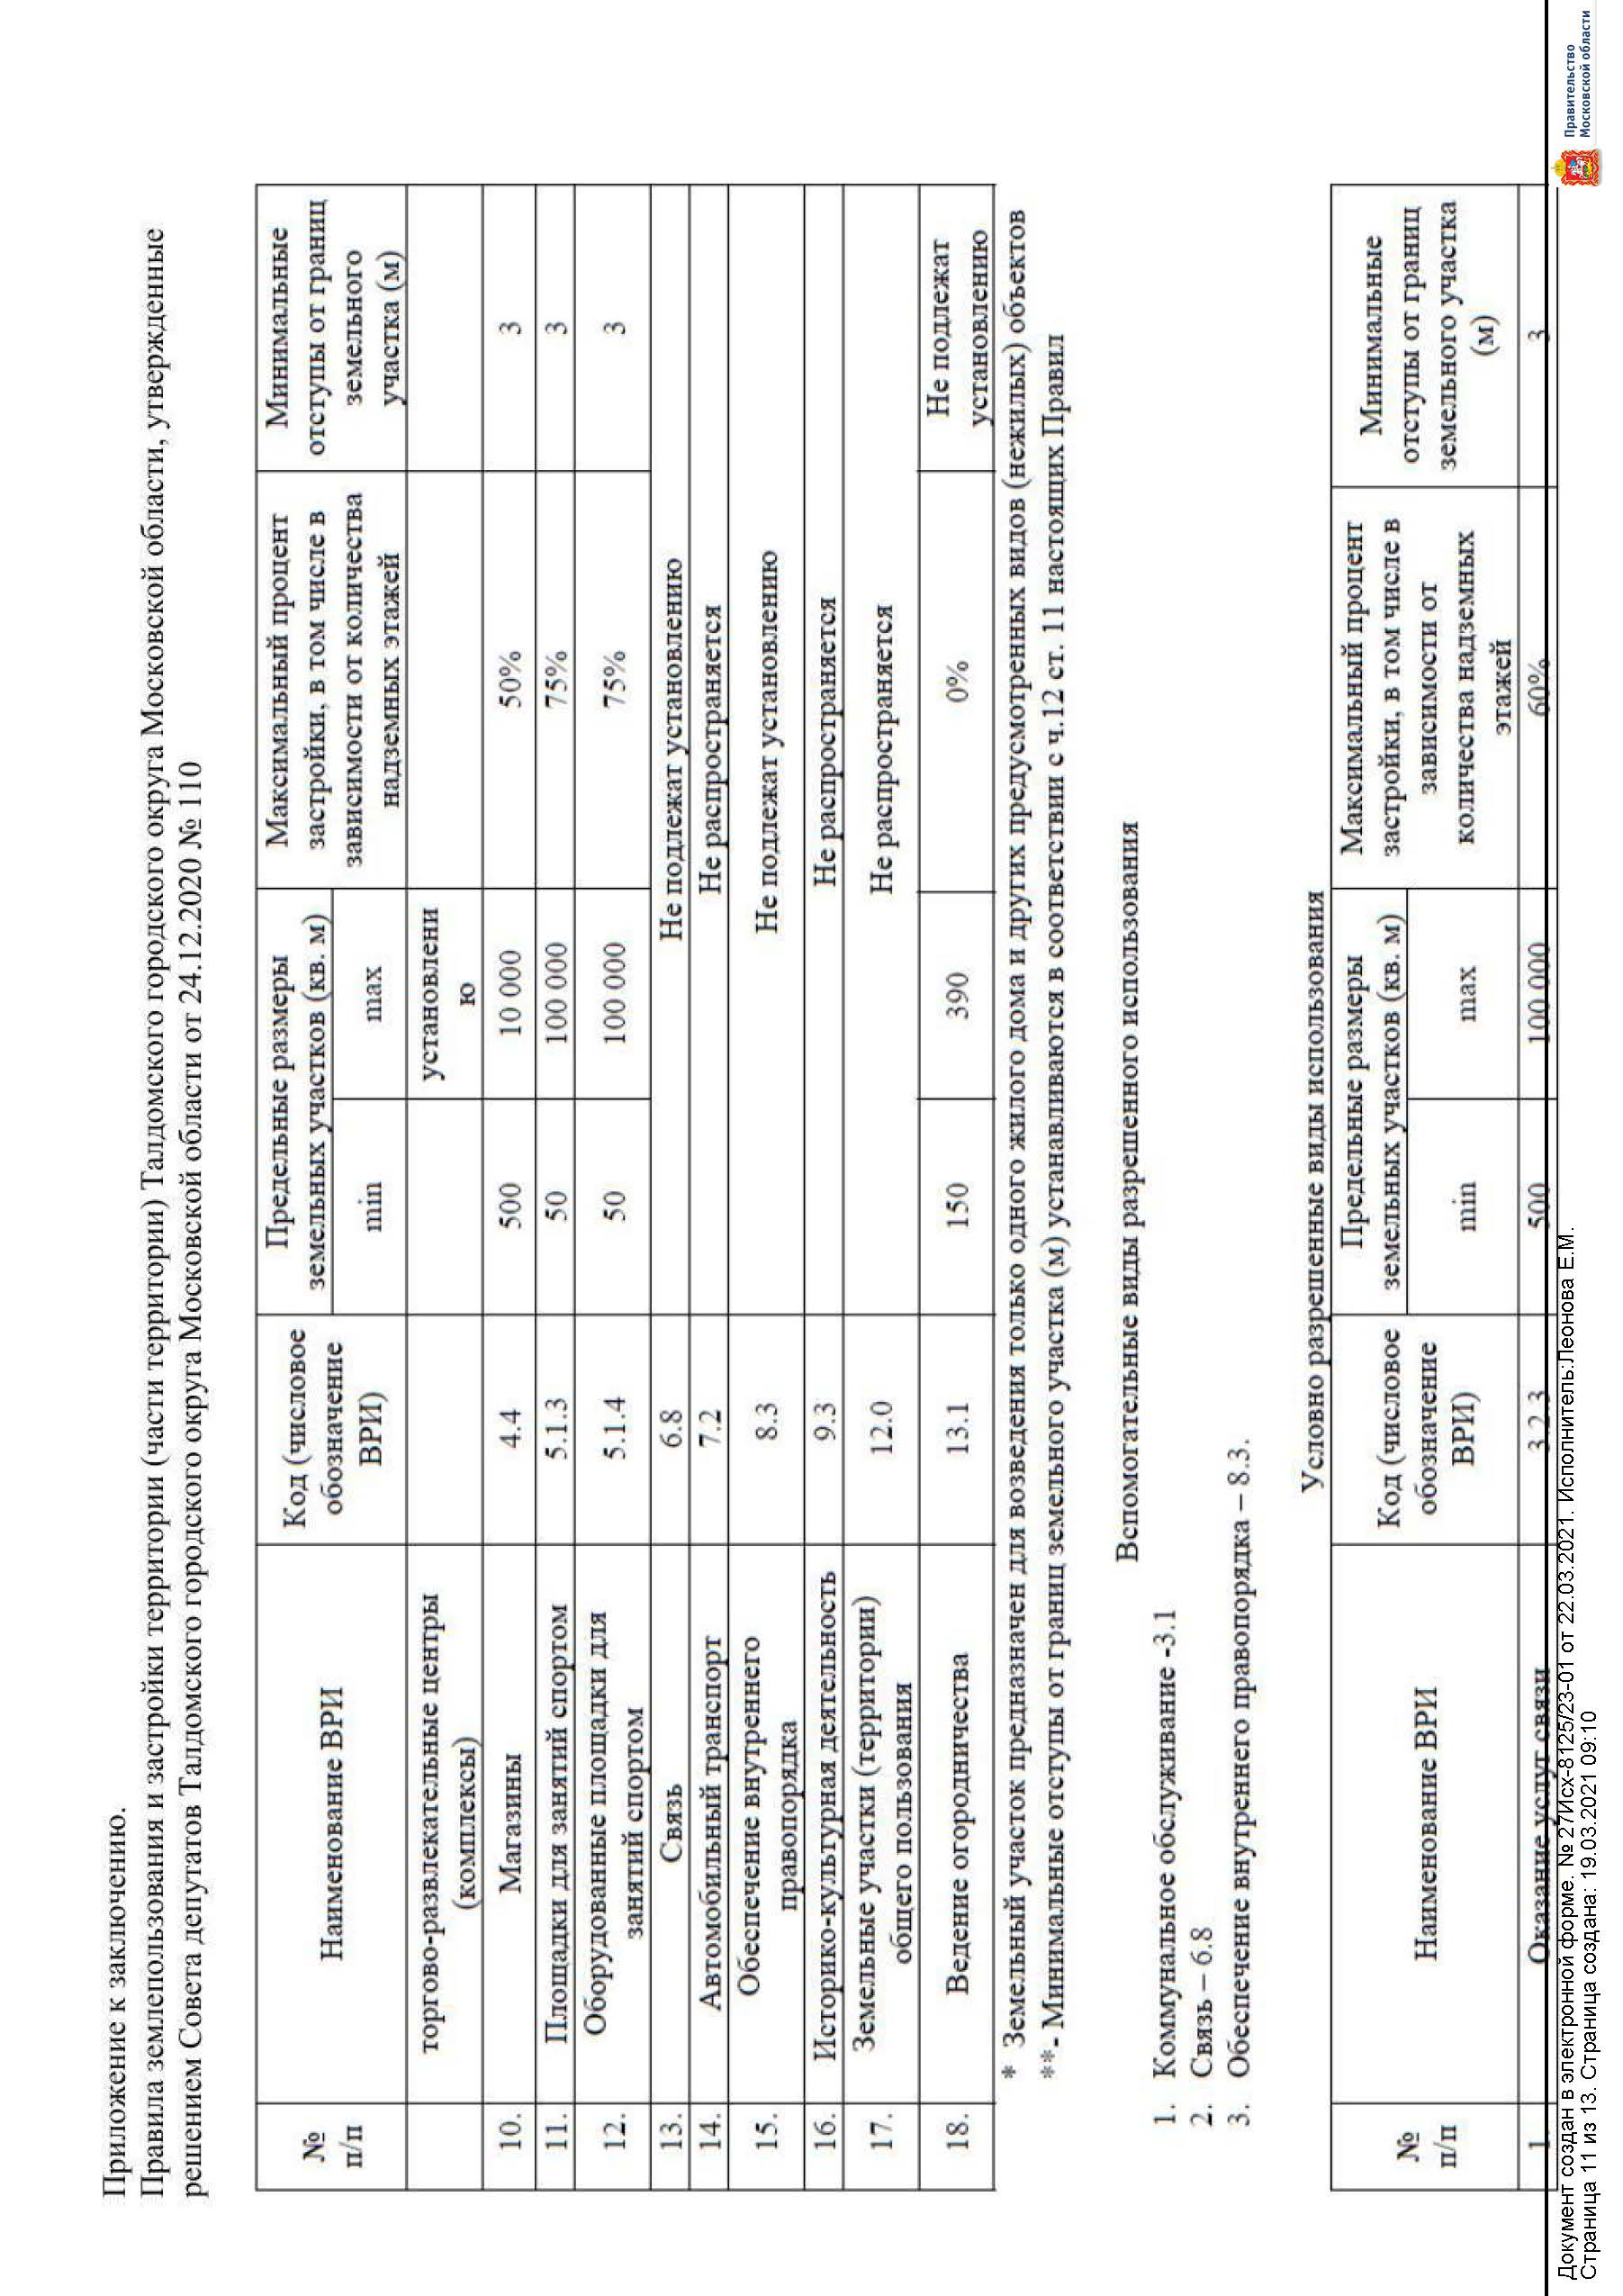 Приложение к заключению.
Правила землепользования и застройки территории (части территории) Талдомского городского округа Московской области, утвержденные
решением Совета депутатов Талдомского городского округа Московской области от 24.12.2020 № 110
№ п/п
Наименование ВРИ
Код (числовое обозначение ВРИ)
Предельные размеры земельных участков (кв. м)
min
max
Максимальный процент застройки, в том числе в зависимости от количества надземных этажей
Минимальные отступы от границ земельного участка (м)
торгово-развлекательные центры (комплексы)
установлени
ю
10. Магазины 4.4 500 10 000 50% 3
11. Площадки для занятий спортом 5.1.3 50 100 000 75% 3
12. Оборудованные площадки для занятий спортом 5.1.4 50 100 000 75% 3
13. Связь 6.8 Не подлежат установлению
14. Автомобильный транспорт 7.2 Не распространяется
15. Обеспечение внутреннего правопорядка 8.3 Не подлежат установлению
16. Историко-культурная деятельность 9.3 Не распространяется
17. Земельные участки (территории) общего пользования 12.0 Не распространяется
18. Ведение огородничества 13.1 150 390 0% Не подлежат установлению
* Земельный участок предназначен для возведения только одного жилого дома и других предусмотренных видов (нежилых) объектов
**- Минимальные отступы от границ земельного участка (м) устанавливаются в соответствии с ч.12 ст. 11 настоящих Правил
Вспомогательные виды разрешенного использования
1. Коммунальное обслуживание -3.1
2. Связь – 6.8
3. Обеспечение внутреннего правопорядка – 8.3.
Условно разрешенные виды использования
№ п/п
Наименование ВРИ
Код (числовое обозначение ВРИ)
Предельные размеры земельных участков (кв. м)
min
max
Максимальный процент застройки, в том числе в зависимости от количества надземных этажей
Минимальные отступы от границ земельного участка (м)
1. Оказание услуг связи 3.2.3 500 100 000 60% 3
Документ создан в электронной форме. № 27Исх-8125/23-01 от 22.03.2021. Исполнитель:Леонова Е.М.
Страница 11 из 13. Страница создана: 19.03.2021 09:10
Правительство
Московской области